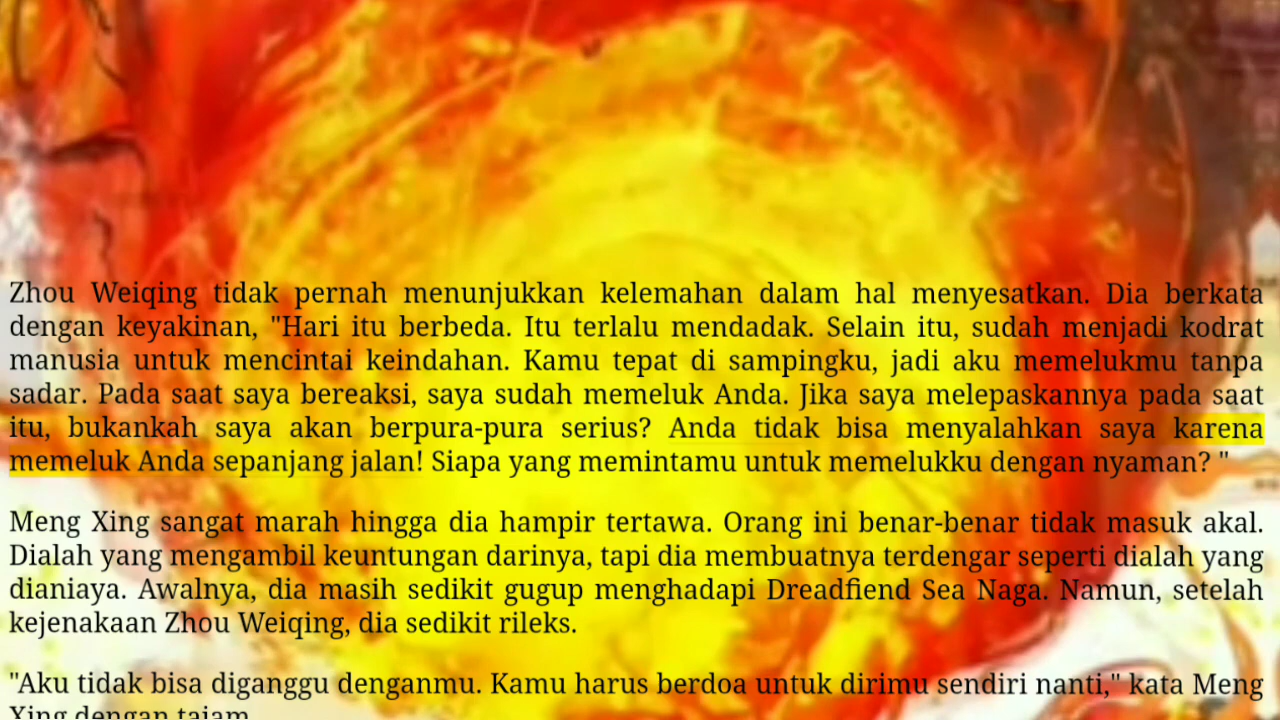 Zhou Weiqing tidak pernah menunjukkan kelemahan dalam hal menyesatkan. Dia berkata
dengan keyakinan, "Hari itu berbeda. Itu terlalu mendadak. Selain itu, sudah menjadi kodrat
manusia untuk mencintai keindahan. Kamu tepat di sampingku, jadi aku memelukmu tanpa
sadar. Pada saat saya bereaksi, saya sudah memeluk Anda. Jika saya melepaskannya pada saat
itu, bukankah saya akan berpura-pura serius? Anda tidak bisa menyalahkan saya karena
memeluk Anda sepanjang jalan! Siapa yang memintamu untuk memelukku dengan nyaman? "
Meng Xing sangat marah hingga dia hampir tertawa. Orang ini benar-benar tidak masuk akal.
Dialah yang mengambil keuntungan darinya, tapi dia membuatnya terdengar seperti dialah yang
dianiaya. Awalnya, dia masih sedikit gugup menghadapi Dreadfiend Sea Naga. Namun, setelah
kejenakaan Zhou Weiqing, dia sedikit rileks.
"Aku tidak bisa diganggu denganmu. Kamu harus berdoa untuk dirimu sendiri nanti," kata Meng
Xing dengan tajam.